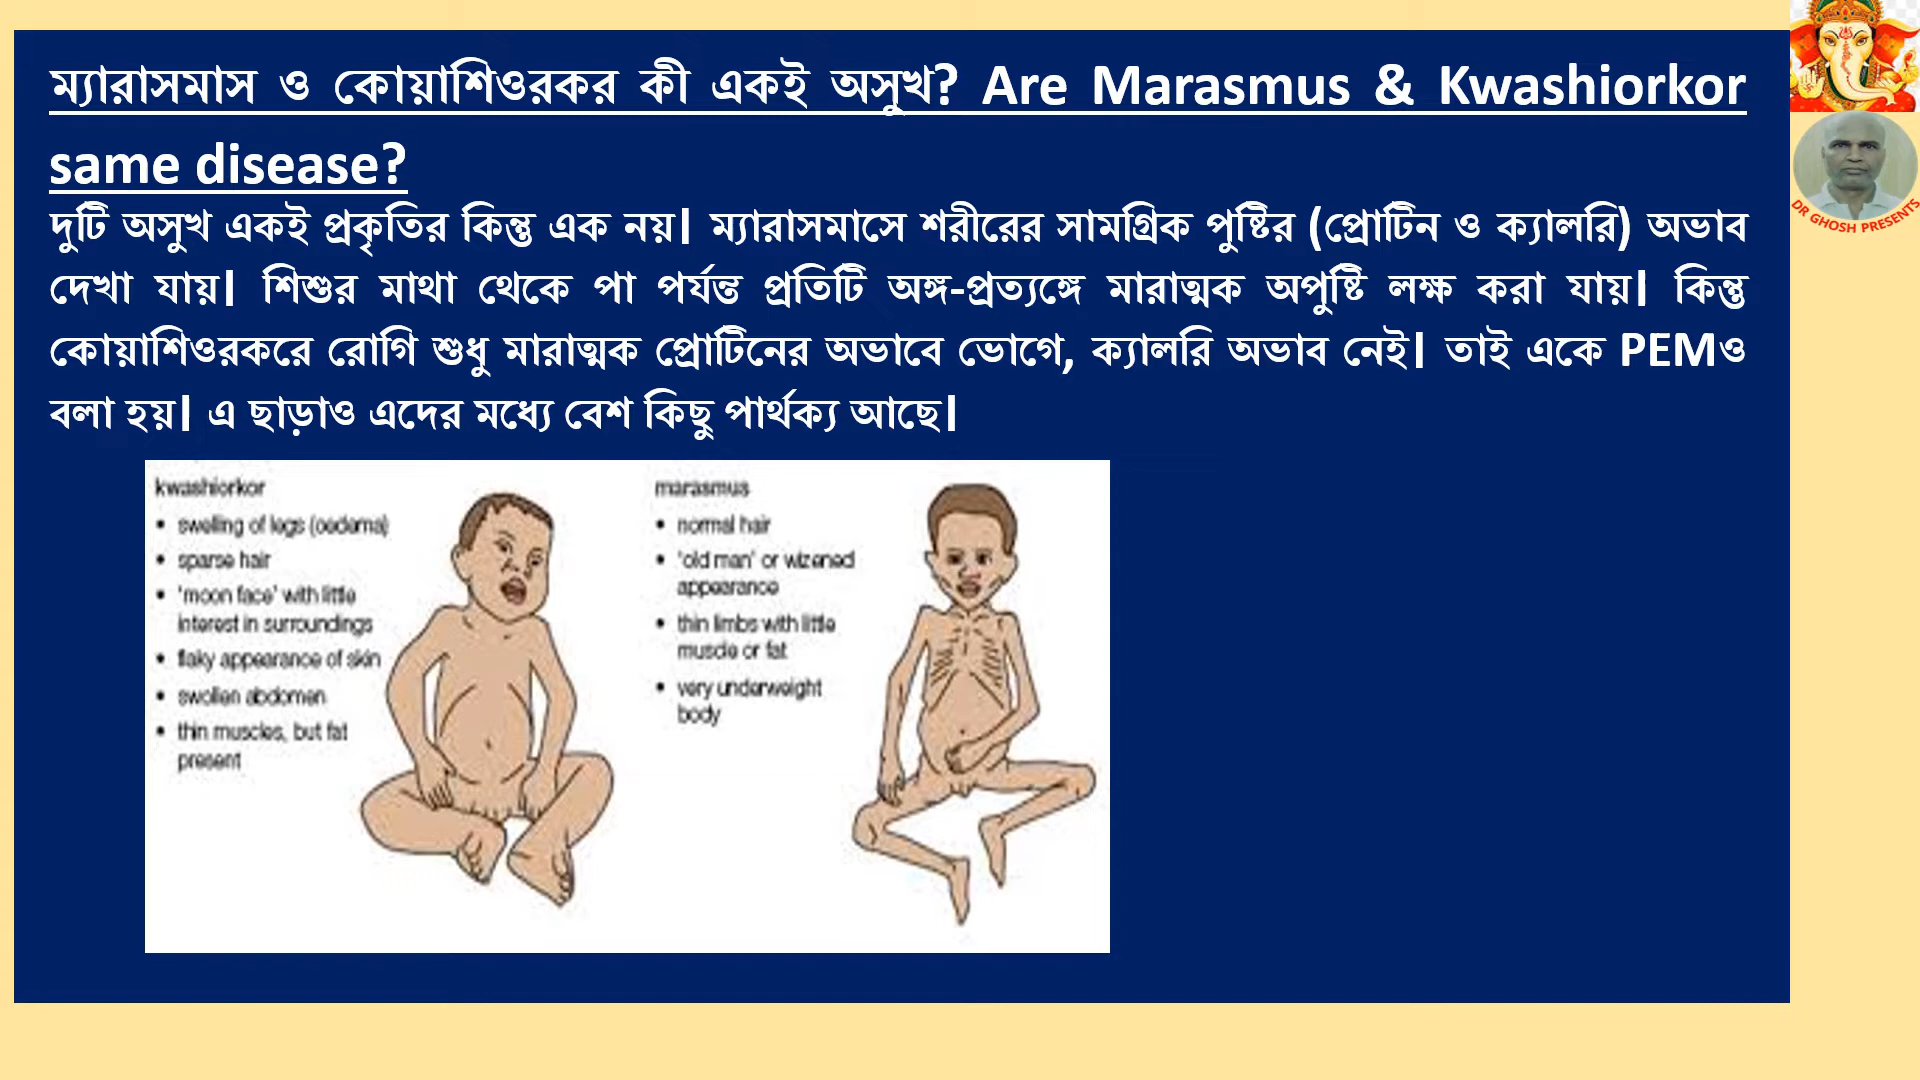 ম্যারাসমাস ও কোয়াশিওরকর কী একই অসুখ? Are Marasmus & Kwashiorkor
same disease?
দুটি অসুখ একই প্রকৃতির কিন্তু এক নয়। ম্যারাসমাসে শরীরের সামগ্রিক পুষ্টির (প্রোটিন ও ক্যালরি) অভাব
দেখা যায়। শিশুর মাথা থেকে পা পর্যন্ত প্রতিটি অঙ্গ-প্রত্যঙ্গে মারাত্মক অপুষ্টি লক্ষ করা যায়। কিন্তু
কোয়াশিওরকরে রোগি শুধু মারাত্মক প্রোটিনের অভাবে ভোগে, ক্যালরি অভাব নেই। তাই একে PEMও
বলা হয়। এ ছাড়াও এদের মধ্যে বেশ কিছু পার্থক্য আছে।
kwashiorkor
• swelling of legs (oedema)
• sparse hair
• 'moon face' with little
interest in surroundings
• flaky appearance of skin
• swollen abdomen
• thin muscles, but fat
present
marasmus
• normal hair
• 'old man' or wizened
appearance
• thin limbs with little
muscle or fat
• very underweight
body
DR GHOSH PRESENTS